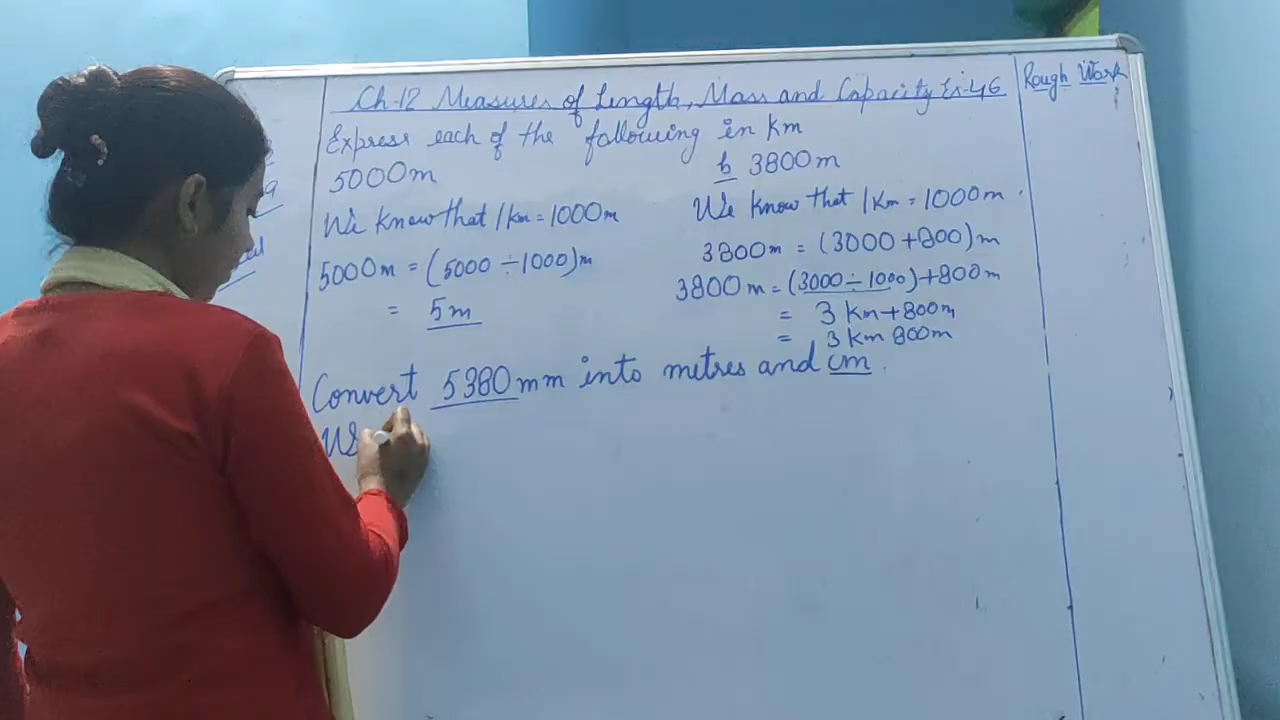 Ch-12 Measures of Length, Mass and Capacity Ex-46
Rough Work
Express each of the following in Km
5000m
We know that 1Km = 1000m
5000m = (5000 ÷ 1000)m
= 5m
b 3800m
We know that 1Km = 1000m
3800m = (3000 + 800)m
3800m = (3000 ÷ 1000) + 800m
= 3 Km + 800m
= 3 Km 800m
Convert 5380mm into metres and cm.
We